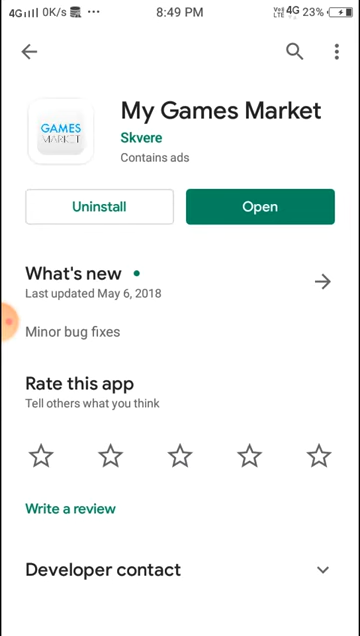 4G 0K/s ... 8:49 PM 4G 23%
My Games Market
GAMES
MARKET
Skvere
Contains ads
Uninstall
Open
What's new •
Last updated May 6, 2018
Minor bug fixes
Rate this app
Tell others what you think
Write a review
Developer contact